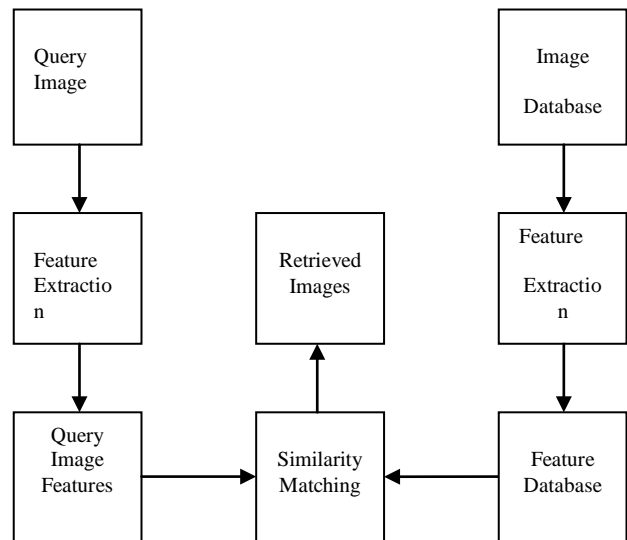 Query
Image
Image
Database
Feature
Extractio
n
Retrieved
Images
Feature
Extractio
n
Query
Image
Features
Similarity
Matching
Feature
Database